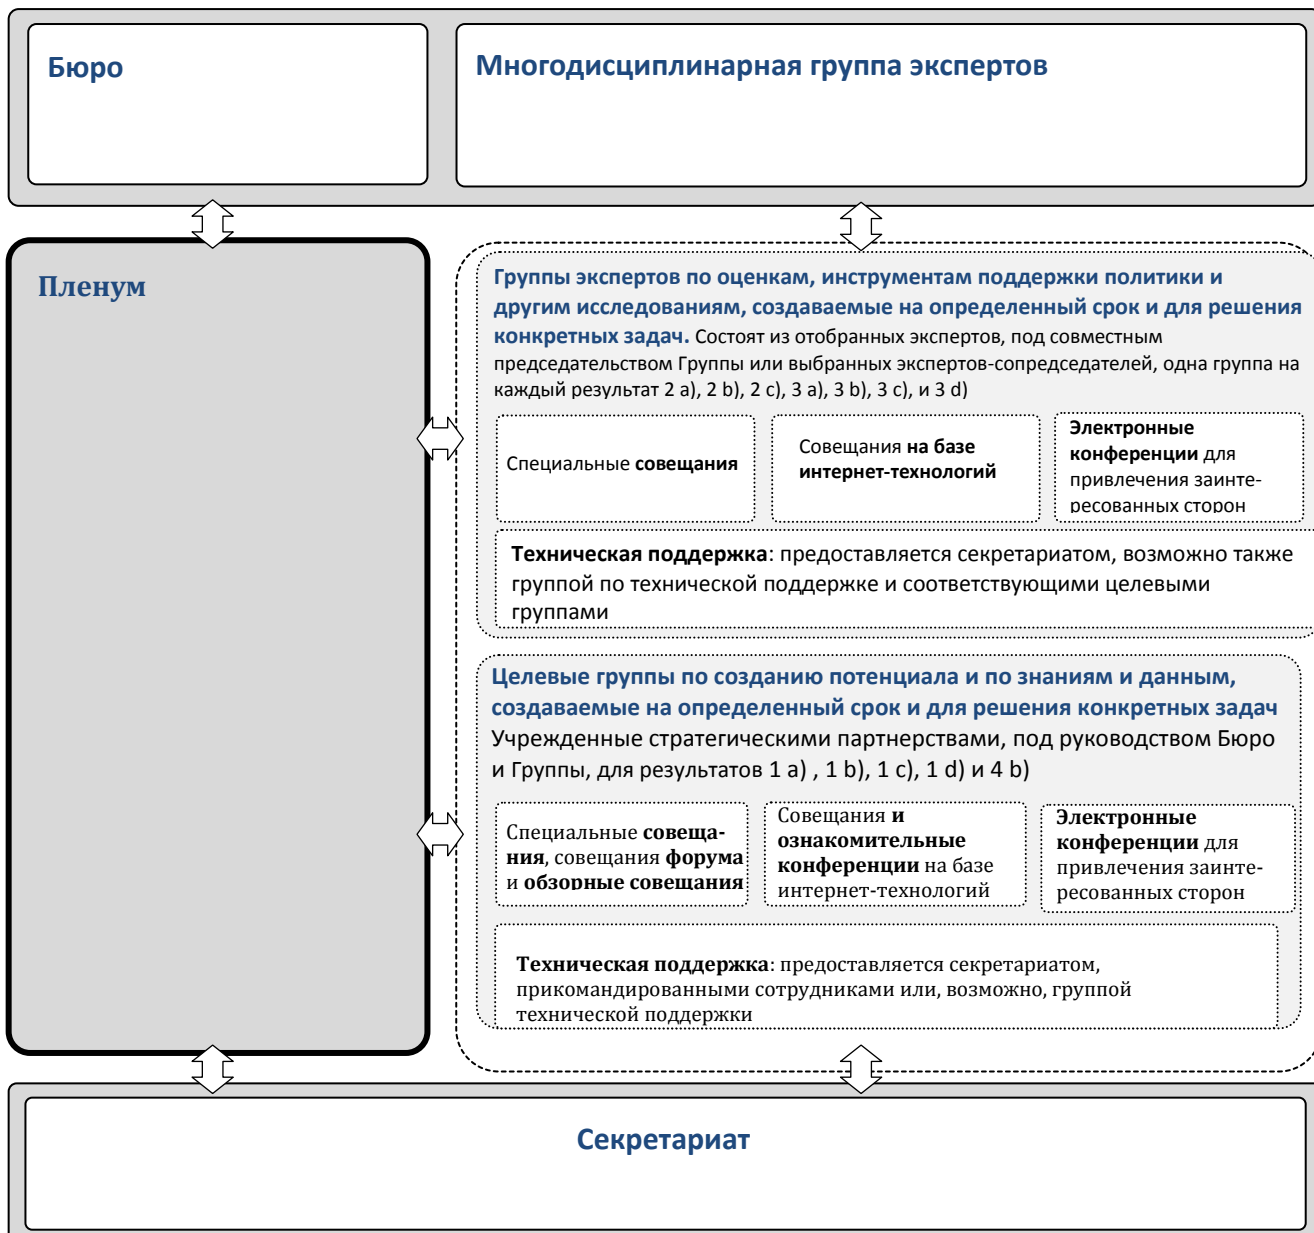 Бюро
Многодисциплинарная группа экспертов
Пленум
Группы экспертов по оценкам, инструментам поддержки политики и
другим исследованиям, создаваемые на определенный срок и для решения
конкретных задач. Состоят из отобранных экспертов, под совместным
председательством Группы или выбранных экспертов-сопредседателей, одна группа на
каждый результат 2 a), 2 b), 2 c), 3 a), 3 b), 3 c), и 3 d)
Специальные совещания
Совещания на базе
интернет-технологий
Электронные
конференции для
привлечения заинте-
ресованных сторон
Техническая поддержка: предоставляется секретариатом, возможно также
группой по технической поддержке и соответствующими целевыми
группами
Целевые группы по созданию потенциала и по знаниям и данным,
создаваемые на определенный срок и для решения конкретных задач
Учрежденные стратегическими партнерствами, под руководством Бюро
и Группы, для результатов 1 a) , 1 b), 1 c), 1 d) и 4 b)
Специальные совеща-
ния, совещания форума
и обзорные совещания
Совещания и
ознакомительные
конференции на базе
интернет-технологий
Электронные
конференции для
привлечения заинте-
ресованных сторон
Техническая поддержка: предоставляется секретариатом,
прикомандированными сотрудниками или, возможно, группой
технической поддержки
Секретариат